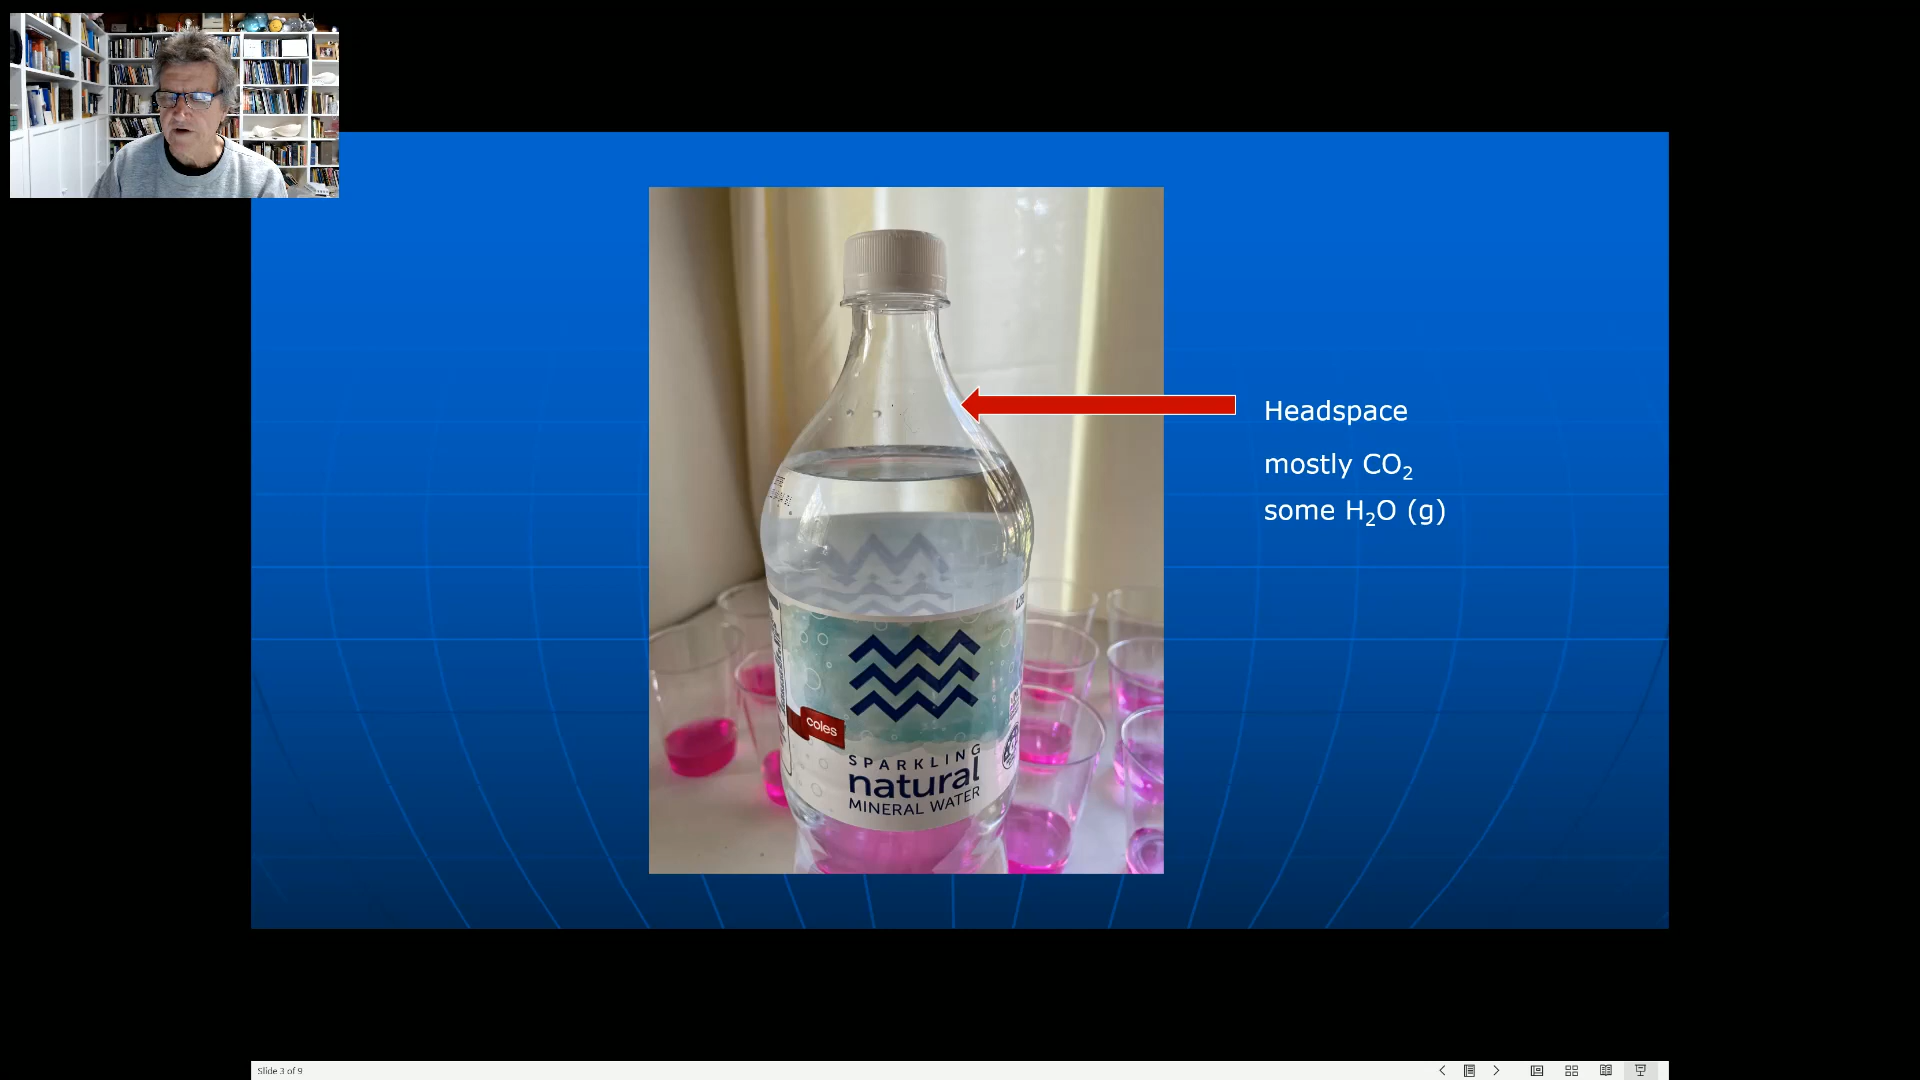 Headspace
mostly CO₂
some H₂O (g)
coles
SPARKLING
natural
MINERAL WATER
Slide 3 of 9